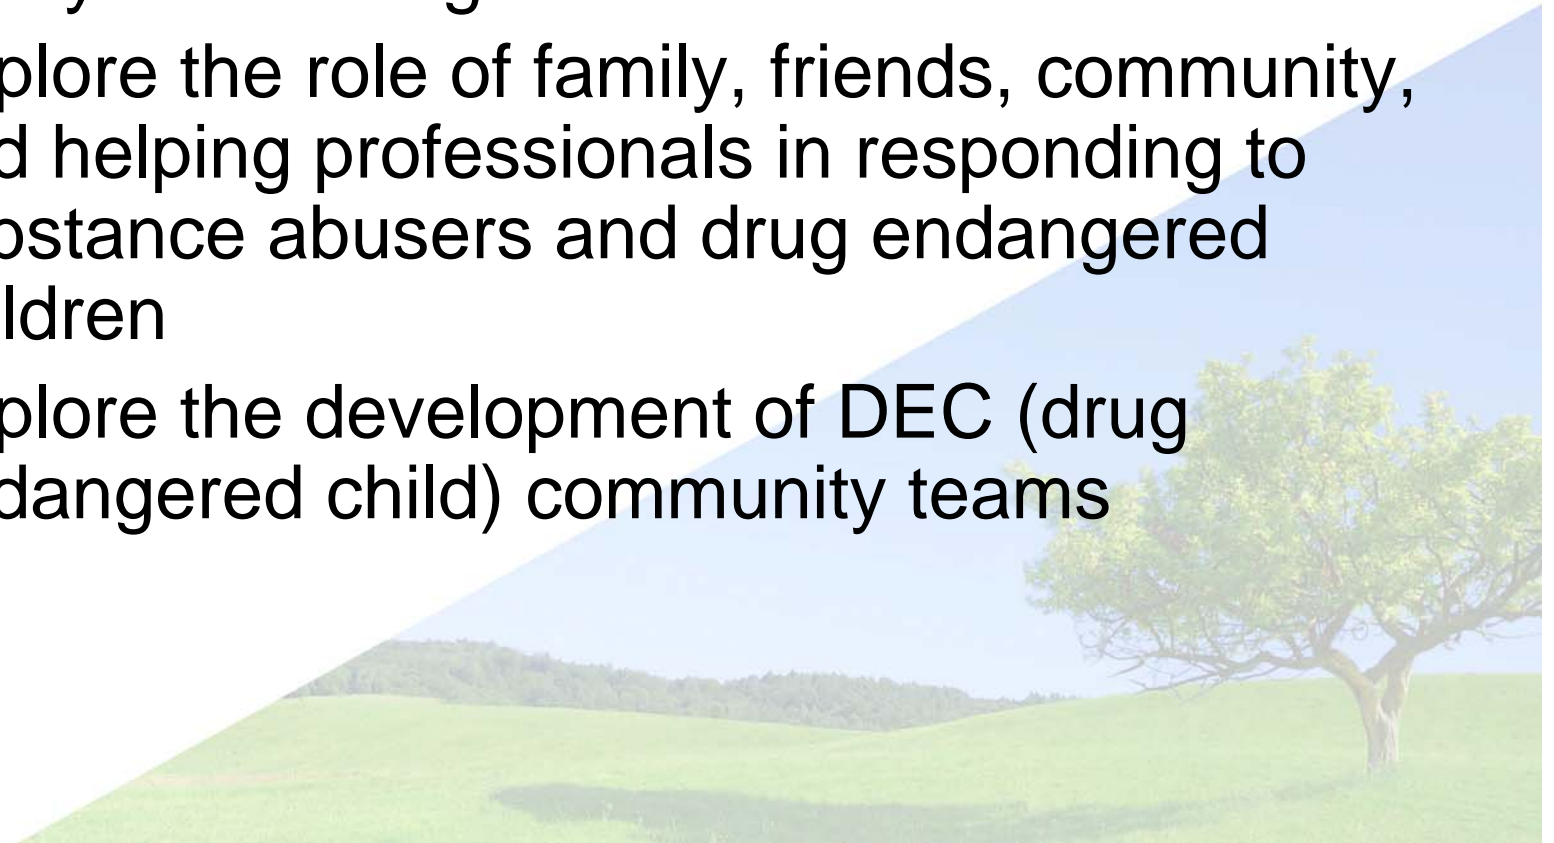 plore the role of family, friends, community,
d helping professionals in responding to
stance abusers and drug endangered
ldren
plore the development of DEC (drug
dangered child) community teams